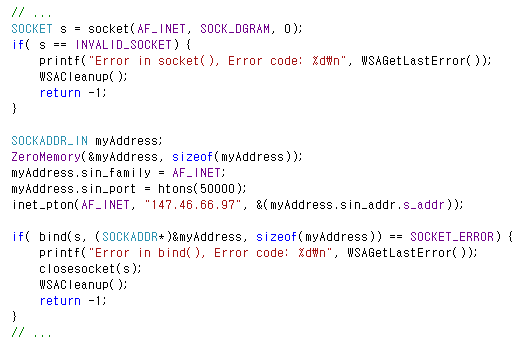 // ...
SOCKET s = socket(AF_INET, SOCK_DGRAM, 0);
if( s == INVALID_SOCKET) {
    printf("Error in socket(), Error code: %d₩n", WSAGetLastError());
    WSACleanup();
    return -1;
}

SOCKADDR_IN myAddress;
ZeroMemory(&myAddress, sizeof(myAddress));
myAddress.sin_family = AF_INET;
myAddress.sin_port = htons(50000);
inet_pton(AF_INET, "147.46.66.97", &(myAddress.sin_addr.s_addr));

if( bind(s, (SOCKADDR*)&myAddress, sizeof(myAddress)) == SOCKET_ERROR) {
    printf("Error in bind(), Error code: %d₩n", WSAGetLastError());
    closesocket(s);
    WSACleanup();
    return -1;
}
// ...